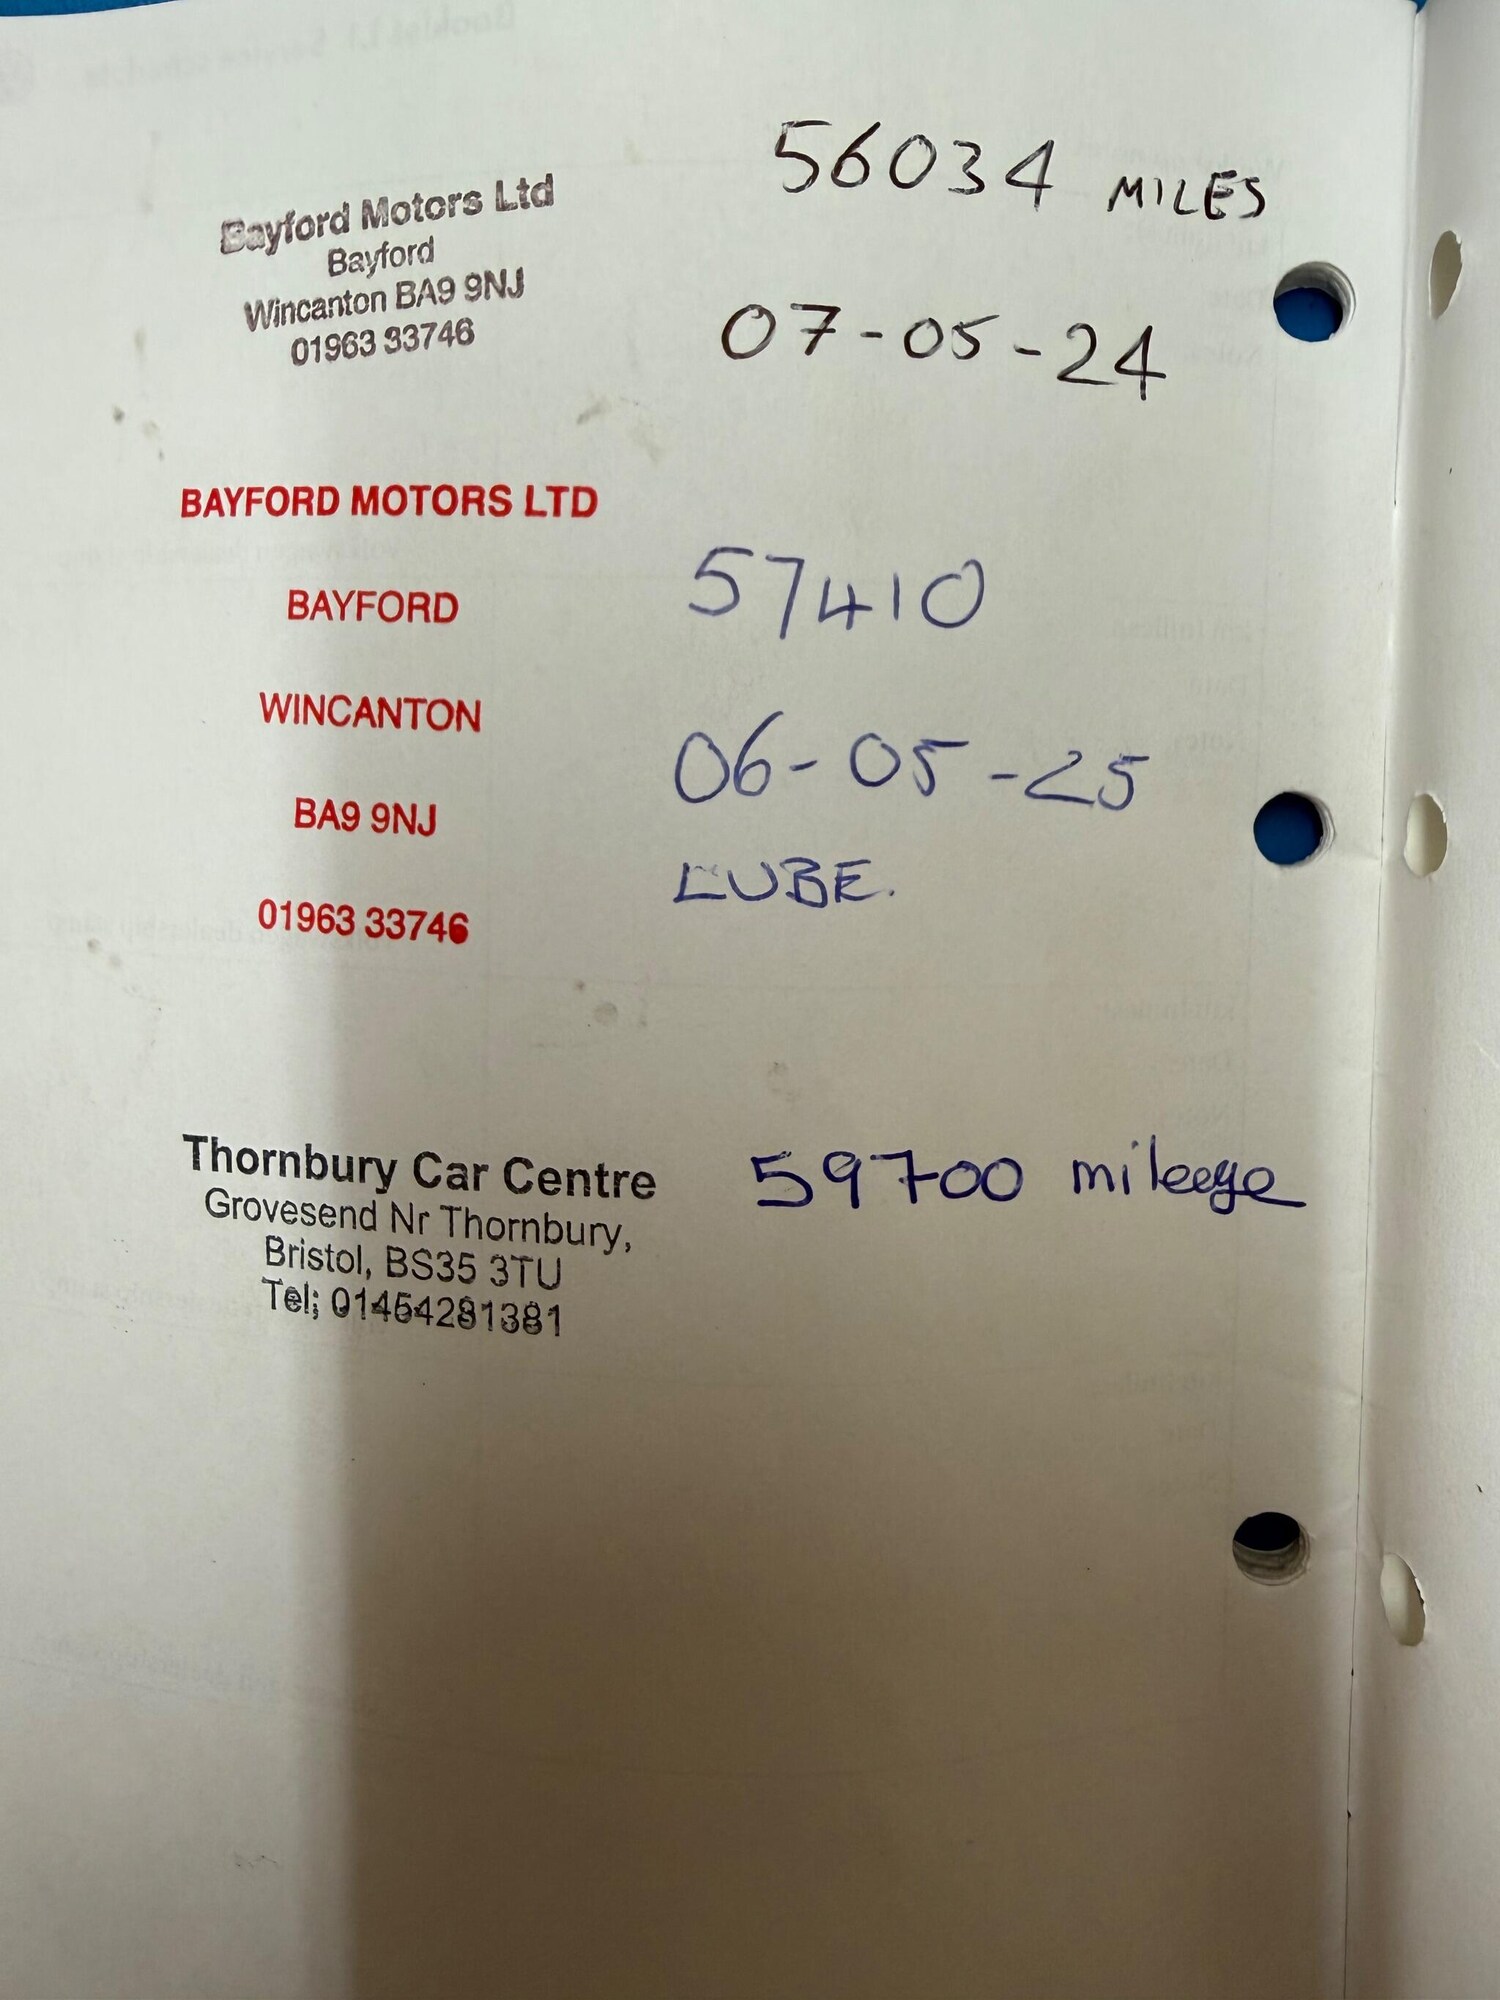 56034 MILES
Bayford Motors Ltd
Bayford
Wincanton BA9 9NJ
01963 33746
07-05-24
BAYFORD MOTORS LTD
BAYFORD
WINCANTON
BA9 9NJ
01963 33746
57410
06-05-25
LUBE.
Thornbury Car Centre
Grovesend Nr Thornbury,
Bristol, BS35 3TU
Tel; 01454281381
59700 mileege